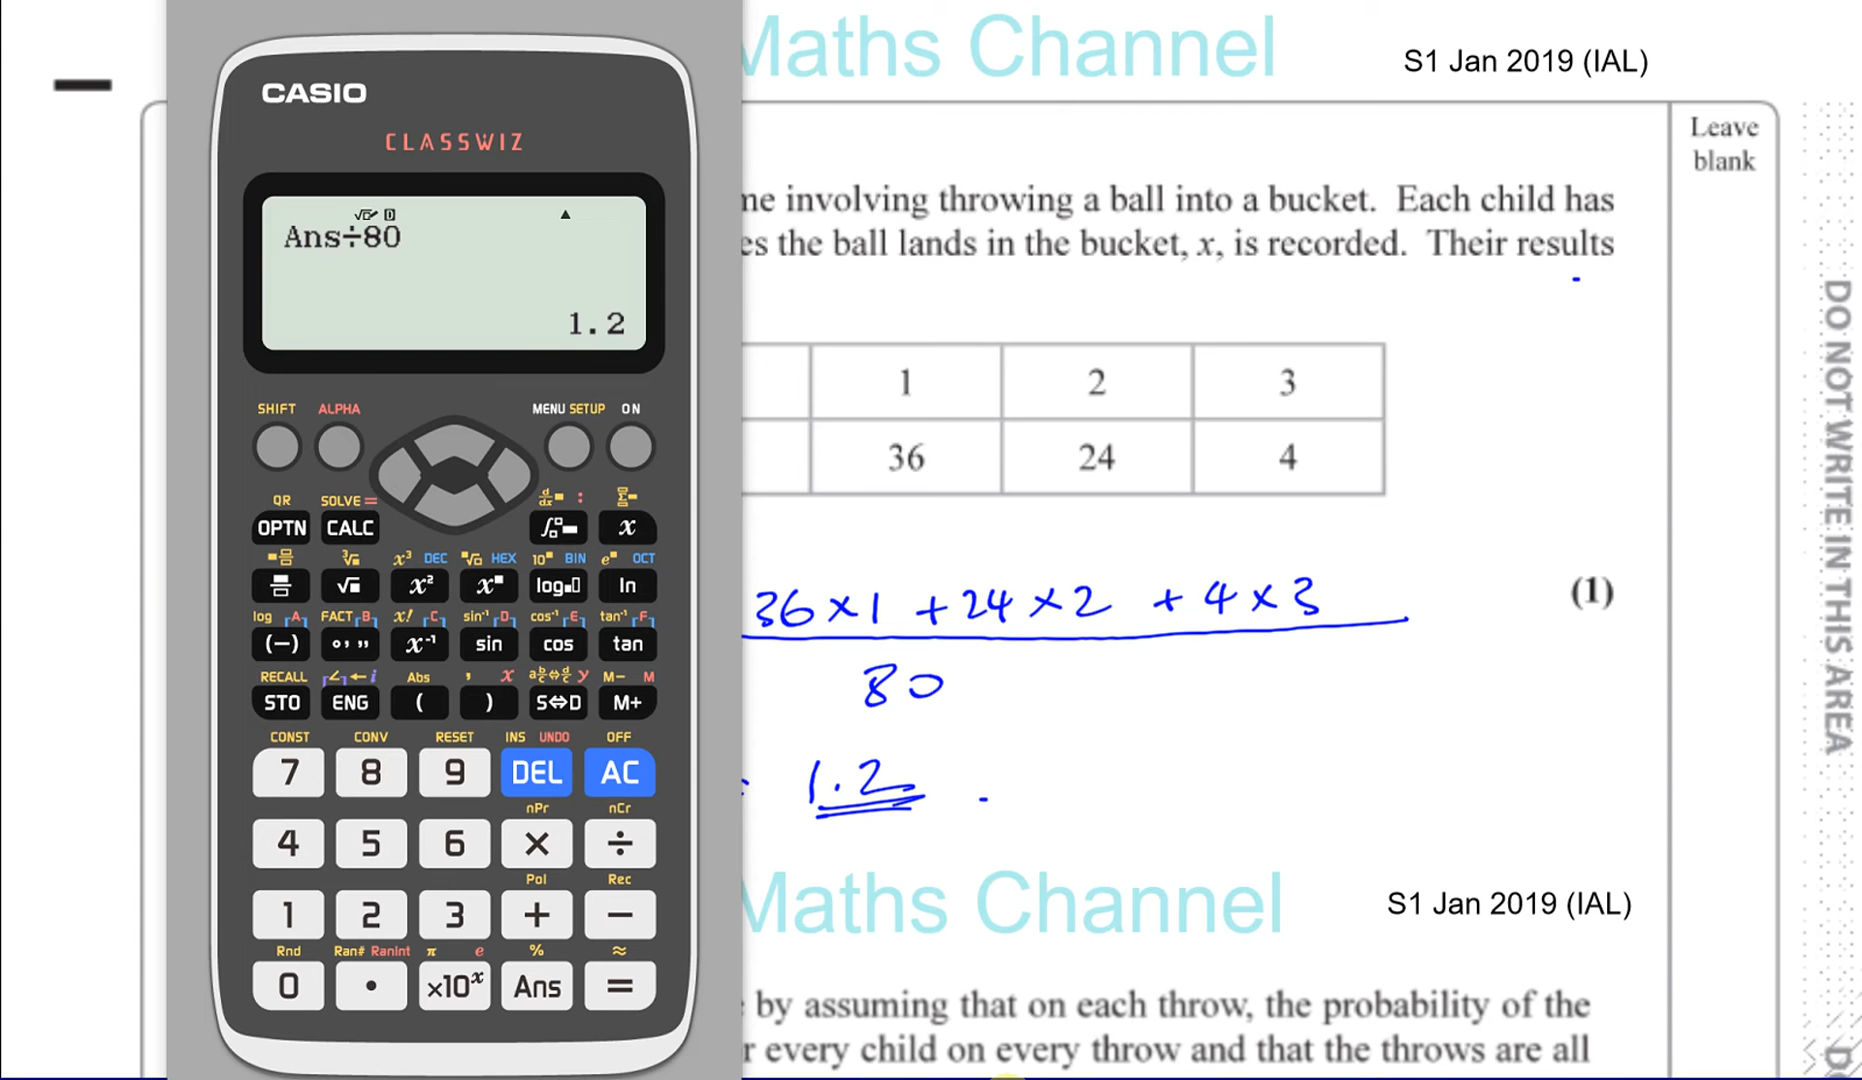 Maths Channel
S1 Jan 2019 (IAL)
CASIO
CLASSWIZ
Ans÷80
1.2
SHIFT ALPHA MENU SETUP ON
QR SOLVE =
OPTN CALC x
x³ DEC HEX 10■ BIN e■ OCT
√■ x² x■ log■□ ln
log A FACT B x! C sin⁻¹ D cos⁻¹ E tan⁻¹ F
(−) ° ’ ” x⁻¹ sin cos tan
RECALL ∠ ← i Abs , x a b/c⇔d/c y M− M
STO ENG ( ) S⇔D M+
CONST CONV RESET INS UNDO OFF
7 8 9 DEL AC
nPr nCr
4 5 6 × ÷
Pol Rec
1 2 3 + −
Rnd Ran# RanInt π e % ≈
0 • ×10ˣ Ans =
Leave
blank
involving throwing a ball into a bucket. Each child has
the ball lands in the bucket, x, is recorded. Their results
1 2 3
36 24 4
36 × 1 + 24 × 2 + 4 × 3
(1)
80
= 1.2
Maths Channel
S1 Jan 2019 (IAL)
by assuming that on each throw, the probability of the
every child on every throw and that the throws are all
DO NOT WRITE IN THIS AREA